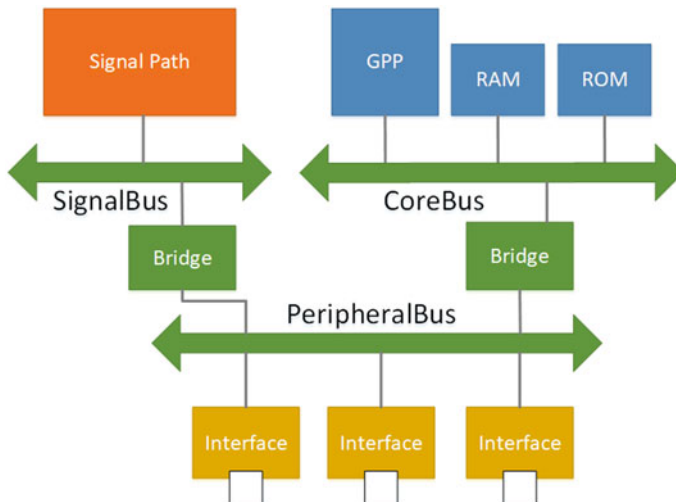 Signal Path
GPP
RAM
ROM
SignalBus
CoreBus
Bridge
Bridge
PeripheralBus
Interface
Interface
Interface